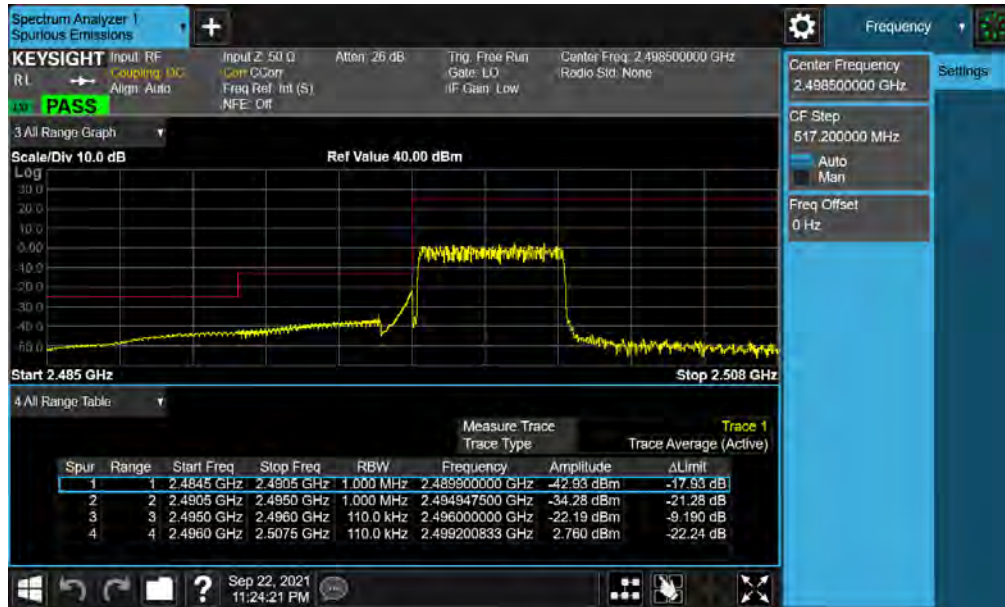 Spectrum Analyzer 1
Spurious Emissions
+
Frequency
KEYSIGHT
Input: RF
Coupling: DC
Align: Auto
Input Z: 50 Ω
Corr CCorr
Freq Ref: Int (S)
NFE: Off
Atten: 26 dB
Trig: Free Run
Gate: LO
IF Gain: Low
Center Freq: 2.498500000 GHz
Radio Std: None
RL
PASS
Center Frequency
2.498500000 GHz
Settings
CF Step
517.200000 MHz
Auto
Man
Freq Offset
0 Hz
3 All Range Graph
Scale/Div 10.0 dB
Ref Value 40.00 dBm
Log
30.0
20.0
10.0
0.00
-10.0
-20.0
-30.0
-40.0
-50.0
Start 2.485 GHz
Stop 2.508 GHz
4 All Range Table
Measure Trace Trace 1
Trace Type Trace Average (Active)
Spur Range Start Freq Stop Freq RBW Frequency Amplitude ΔLimit
1 1 2.4845 GHz 2.4905 GHz 1.000 MHz 2.489900000 GHz -42.93 dBm -17.93 dB
2 2 2.4905 GHz 2.4950 GHz 1.000 MHz 2.494947500 GHz -34.28 dBm -21.28 dB
3 3 2.4950 GHz 2.4960 GHz 110.0 kHz 2.496000000 GHz -22.19 dBm -9.190 dB
4 4 2.4960 GHz 2.5075 GHz 110.0 kHz 2.499200833 GHz 2.760 dBm -22.24 dB
?
Sep 22, 2021
11:24:21 PM